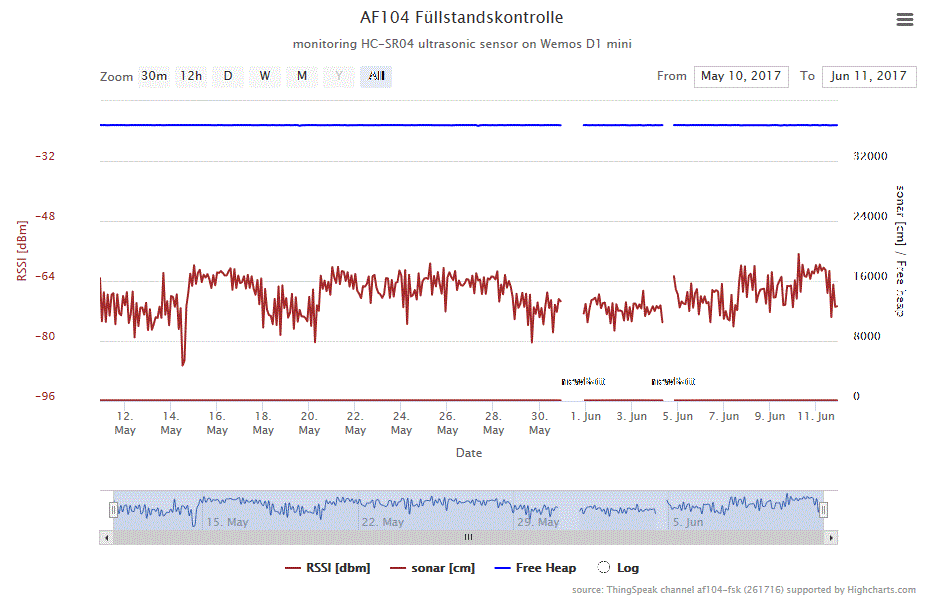 AF104 Füllstandskontrolle
monitoring HC-SR04 ultrasonic sensor on Wemos D1 mini
Zoom 30m 12h D W M Y All From May 10, 2017 To Jun 11, 2017
-32 32000
-48 24000
-64 16000
-80 8000
-96 0
RSSI [dBm]
sonar [cm] / Free Heap
12. May 14. May 16. May 18. May 20. May 22. May 24. May 26. May 28. May 30. May 1. Jun 3. Jun 5. Jun 7. Jun 9. Jun 11. Jun
Date
15. May 22. May 29. May 5. Jun
RSSI [dbm] sonar [cm] Free Heap Log
source: ThingSpeak channel af104-fsk (261716) supported by Highcharts.com